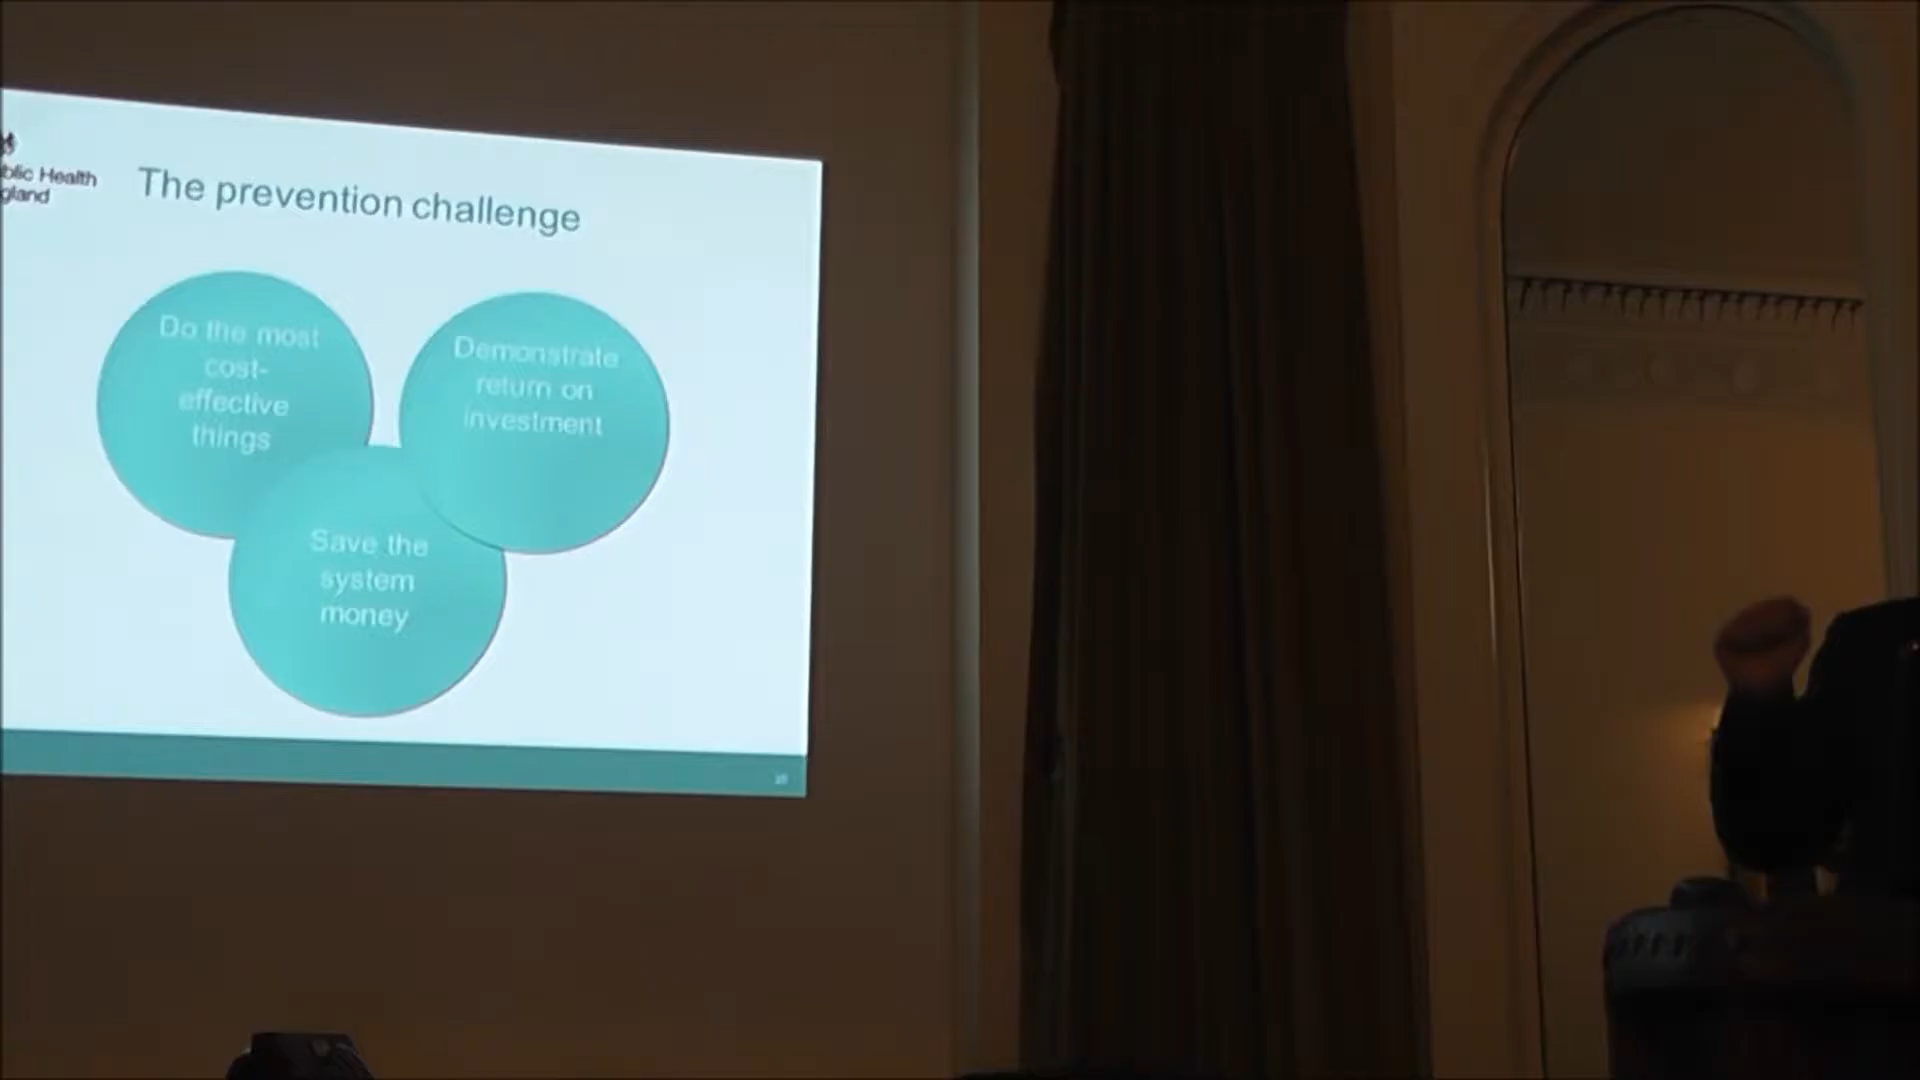 blic Health
gland
The prevention challenge
Do the most
cost-
effective
things
Demonstrate
return on
investment
Save the
system
money